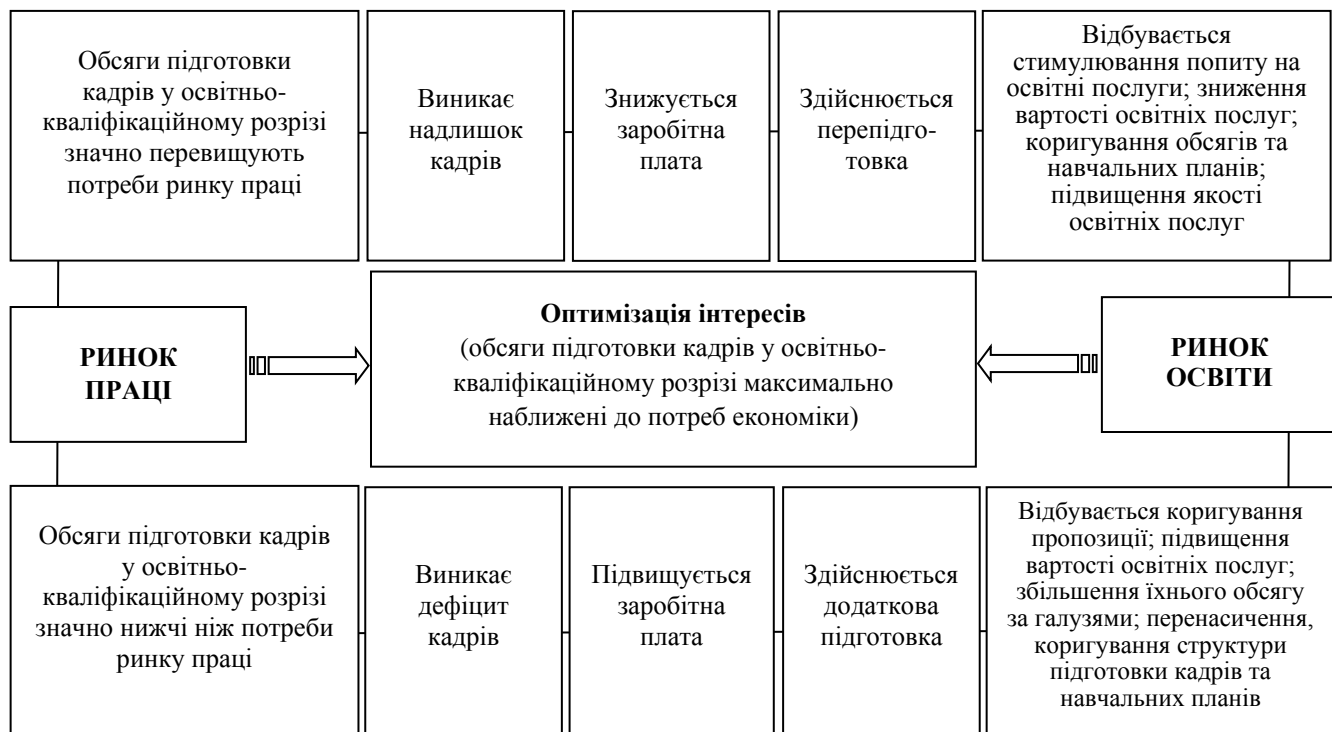 Обсяги підготовки
кадрів у освітньо-
кваліфікаційному розрізі
значно перевищують
потреби ринку праці
Виникає
надлишок
кадрів
Знижується
заробітна
плата
Здійснюється
перепідго-
товка
Відбувається
стимулювання попиту на
освітні послуги; зниження
вартості освітніх послуг;
коригування обсягів та
навчальних планів;
підвищення якості
освітніх послуг
РИНОК
ПРАЦІ
Оптимізація інтересів
(обсяги підготовки кадрів у освітньо-
кваліфікаційному розрізі максимально
наближені до потреб економіки)
РИНОК
ОСВІТИ
Обсяги підготовки кадрів
у освітньо-
кваліфікаційному розрізі
значно нижчі ніж потреби
ринку праці
Виникає
дефіцит
кадрів
Підвищується
заробітна
плата
Здійснюється
додаткова
підготовка
Відбувається коригування
пропозиції; підвищення
вартості освітніх послуг;
збільшення їхнього обсягу
за галузями; перенасичення,
коригування структури
підготовки кадрів та
навчальних планів